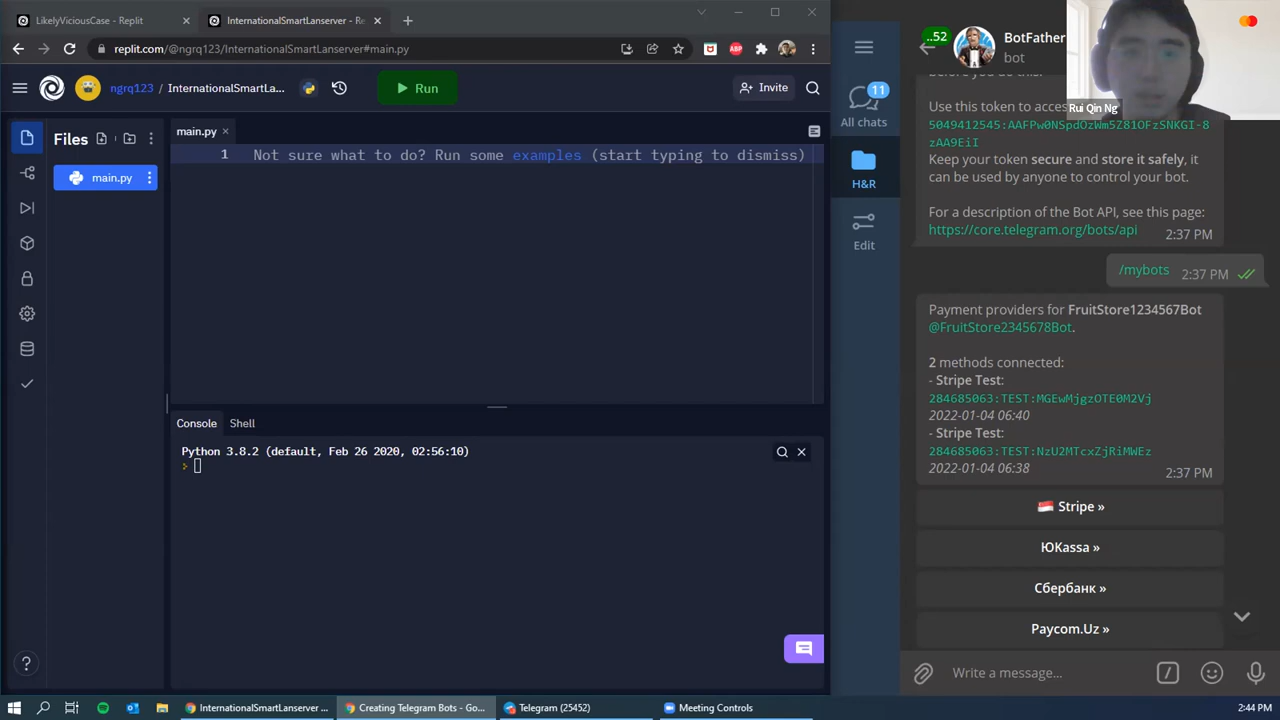 LikelyViciousCase - Replit
InternationalSmartLanserver - Re
replit.com/@ngrq123/InternationalSmartLanserver#main.py
ABP
ngrq123 / InternationalSmartLa...
Run
Invite
Files
main.py
main.py
1 Not sure what to do? Run some examples (start typing to dismiss)
Console
Shell
Python 3.8.2 (default, Feb 26 2020, 02:56:10)
..52
BotFather
bot
Rui Qin Ng
11
All chats
H&R
Edit
before you do this.
Use this token to acces
5049412545:AAFPw0NSpdOzWm5Z81OFzSNKGI-8
zAA9EiI
Keep your token secure and store it safely, it
can be used by anyone to control your bot.
For a description of the Bot API, see this page:
https://core.telegram.org/bots/api
2:37 PM
/mybots
2:37 PM
Payment providers for FruitStore1234567Bot
@FruitStore2345678Bot.
2 methods connected:
- Stripe Test:
284685063:TEST:MGEwMjgzOTE0M2Vj
2022-01-04 06:40
- Stripe Test:
284685063:TEST:NzU2MTcxZjRiMWEz
2022-01-04 06:38
2:37 PM
Stripe »
ЮKassa »
Сбербанк »
Paycom.Uz »
Write a message...
InternationalSmartLanserver ...
Creating Telegram Bots - Go...
Telegram (25452)
Meeting Controls
2:44 PM